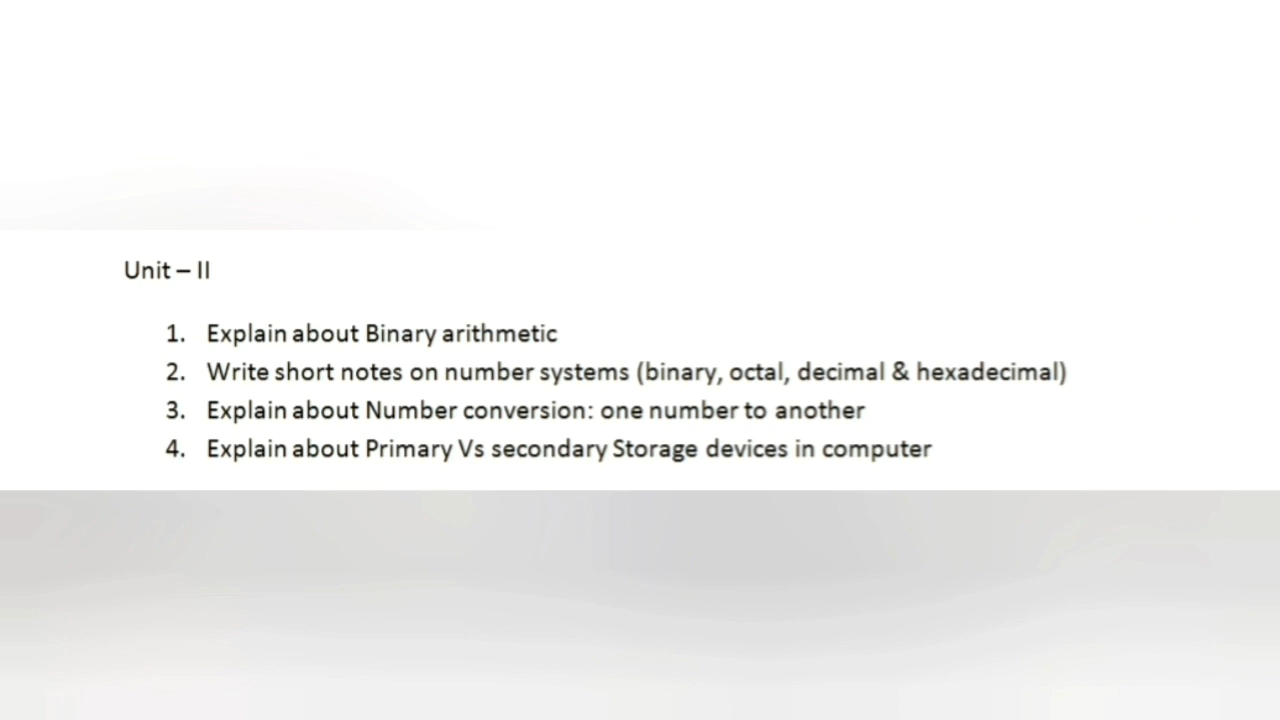 Unit – II
1. Explain about Binary arithmetic
2. Write short notes on number systems (binary, octal, decimal & hexadecimal)
3. Explain about Number conversion: one number to another
4. Explain about Primary Vs secondary Storage devices in computer